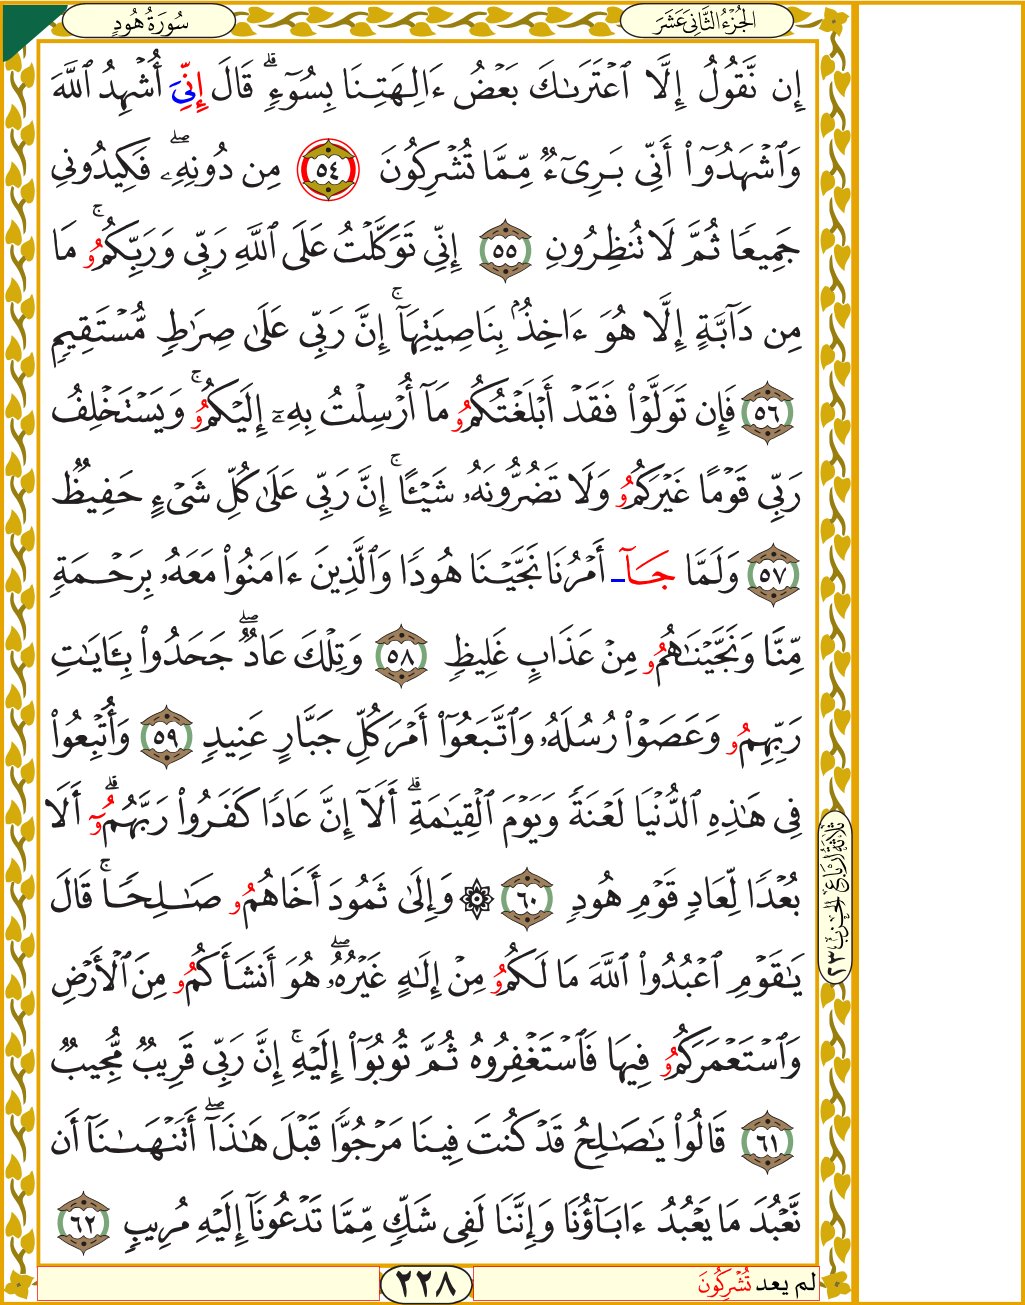 سُورَةُ هُودٍ
الجُزْءُ الثَّانِي عَشَرَ
إِن نَّقُولُ إِلَّا ٱعْتَرَىٰكَ بَعْضُ ءَالِهَتِنَا بِسُوٓءٖۗ قَالَ إِنِّيَ أُشْهِدُ ٱللَّهَ
وَٱشْهَدُوٓاْ أَنِّي بَرِيٓءٞ مِّمَّا تُشْرِكُونَ ٥٤ مِن دُونِهِۦۖ فَكِيدُونِي
جَمِيعٗا ثُمَّ لَا تُنظِرُونِ ٥٥ إِنِّي تَوَكَّلْتُ عَلَى ٱللَّهِ رَبِّي وَرَبِّكُمُوۚ مَا
مِن دَآبَّةٍ إِلَّا هُوَ ءَاخِذُۢ بِنَاصِيَتِهَآۚ إِنَّ رَبِّي عَلَىٰ صِرَٰطٖ مُّسْتَقِيمٖ
٥٦ فَإِن تَوَلَّوْاْ فَقَدْ أَبْلَغْتُكُمُو مَآ أُرْسِلْتُ بِهِۦٓ إِلَيْكُمُوۚ وَيَسْتَخْلِفُ
رَبِّي قَوْمًا غَيْرَكُمُو وَلَا تَضُرُّونَهُۥ شَيْـًٔاۚ إِنَّ رَبِّي عَلَىٰ كُلِّ شَيْءٍ حَفِيظٞ
٥٧ وَلَمَّا جَآ أَمْرُنَا نَجَّيْنَا هُودٗا وَٱلَّذِينَ ءَامَنُواْ مَعَهُۥ بِرَحْمَةٖ
مِّنَّا وَنَجَّيْنَٰهُمُو مِنْ عَذَابٍ غَلِيظٖ ٥٨ وَتِلْكَ عَادٞۖ جَحَدُواْ بِـَٔايَٰتِ
رَبِّهِمُو وَعَصَوْاْ رُسُلَهُۥ وَٱتَّبَعُوٓاْ أَمْرَ كُلِّ جَبَّارٍ عَنِيدٖ ٥٩ وَأُتْبِعُواْ
فِي هَٰذِهِ ٱلدُّنْيَا لَعْنَةٗ وَيَوْمَ ٱلْقِيَٰمَةِۗ أَلَآ إِنَّ عَادٗا كَفَرُواْ رَبَّهُمُوٓۗ أَلَا
بُعْدٗا لِّعَادٖ قَوْمِ هُودٖ ٦٠ ۞ وَإِلَىٰ ثَمُودَ أَخَاهُمُو صَٰلِحٗاۚ قَالَ
يَٰقَوْمِ ٱعْبُدُواْ ٱللَّهَ مَا لَكُمُو مِنْ إِلَٰهٍ غَيْرُهُۥۖ هُوَ أَنشَأَكُمُو مِنَ ٱلْأَرْضِ
وَٱسْتَعْمَرَكُمُو فِيهَا فَٱسْتَغْفِرُوهُ ثُمَّ تُوبُوٓاْ إِلَيْهِۚ إِنَّ رَبِّي قَرِيبٞ مُّجِيبٞ
٦١ قَالُواْ يَٰصَٰلِحُ قَدْ كُنتَ فِينَا مَرْجُوّٗا قَبْلَ هَٰذَآۖ أَتَنْهَىٰنَآ أَن
نَّعْبُدَ مَا يَعْبُدُ ءَابَآؤُنَا وَإِنَّنَا لَفِي شَكّٖ مِّمَّا تَدْعُونَآ إِلَيْهِ مُرِيبٖ ٦٢
ثلاثة أرباع الحزب ٢٣
لم يعد تُشْرِكُونَ
٢٢٨